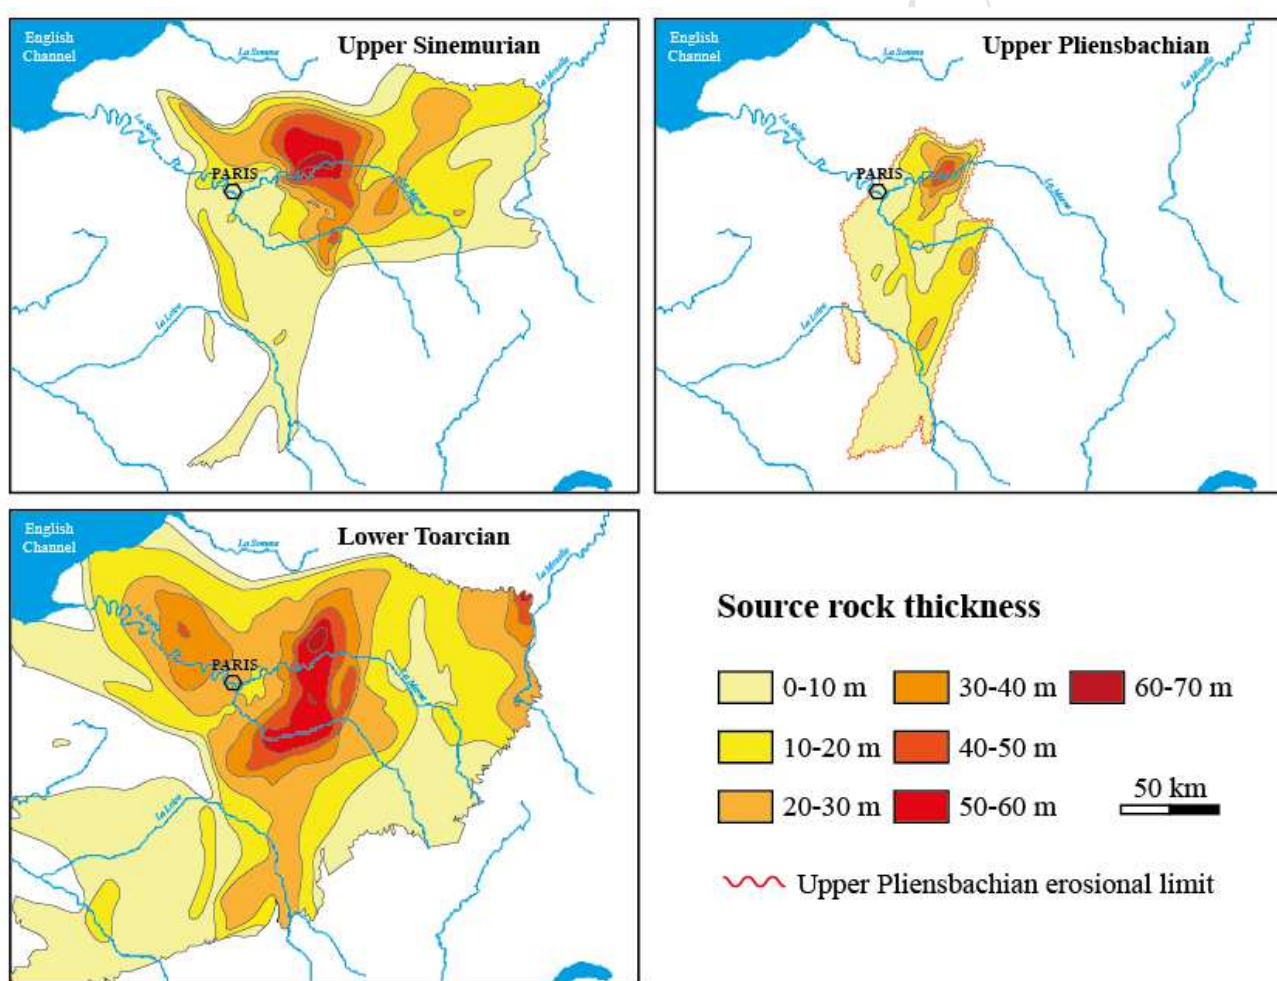 English
Channel
La Somme
Upper Sinemurian
La Moselle
La Seine
PARIS
La Marne
La Loire
English
Channel
Upper Pliensbachian
La Moselle
La Seine
PARIS
La Marne
La Loire
English
Channel
La Somme
Lower Toarcian
La Moselle
La Seine
PARIS
La Marne
La Loire
Source rock thickness
0-10 m
30-40 m
60-70 m
10-20 m
40-50 m
50 km
20-30 m
50-60 m
Upper Pliensbachian erosional limit